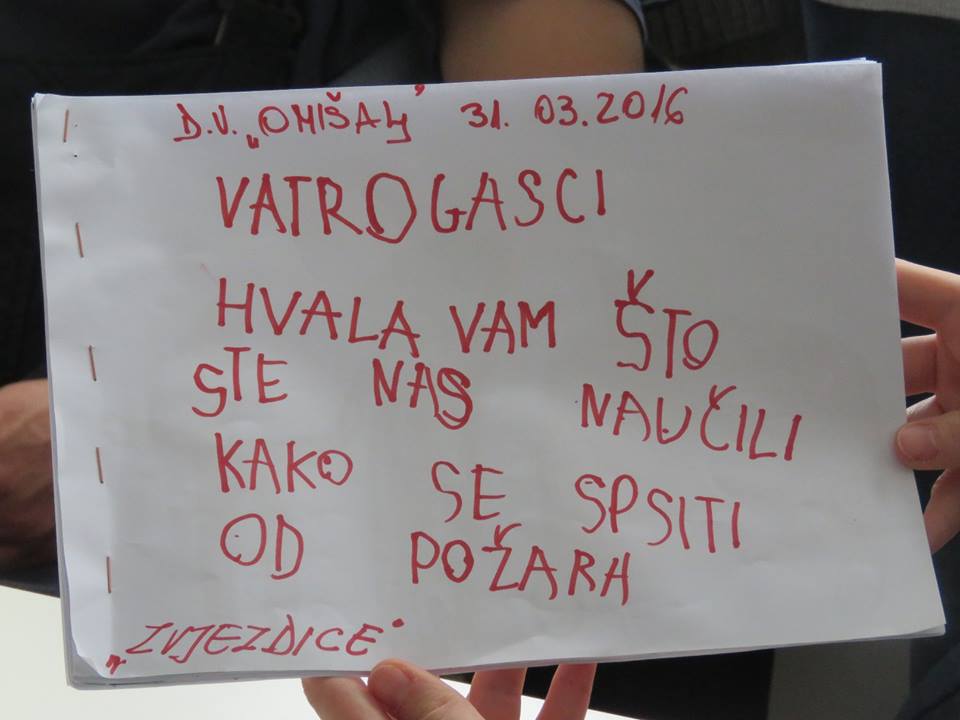 D.V. „OMIŠALJ" 31. 03. 2016
VATROGASCI
HVALA VAM ŠTO
STE NAS NAUČILI
KAKO SE SPSITI
OD POŽARA
„ZVJEZDICE"